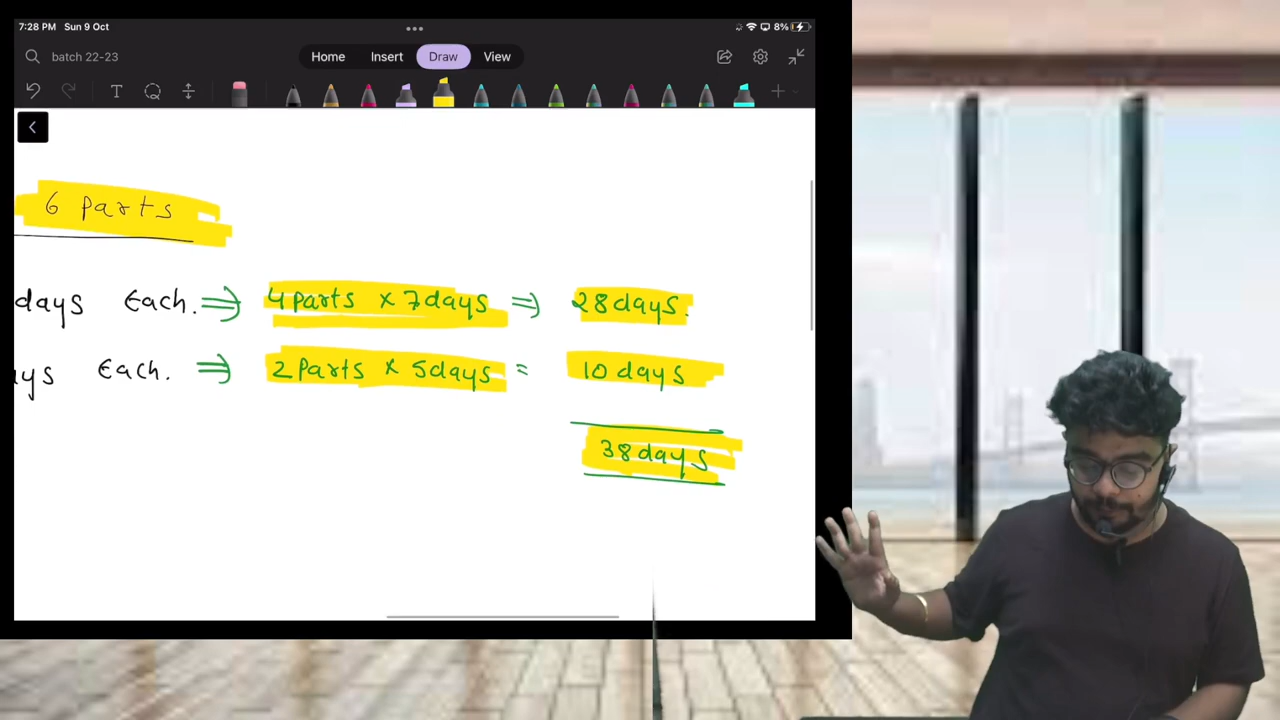 7:28 PM Sun 9 Oct
8%
batch 22-23
Home Insert Draw View
6 Parts
days Each. ⇒ 4 Parts x 7 days ⇒ 28 days.
ys Each. ⇒ 2 Parts x 5 days = 10 days
38 days